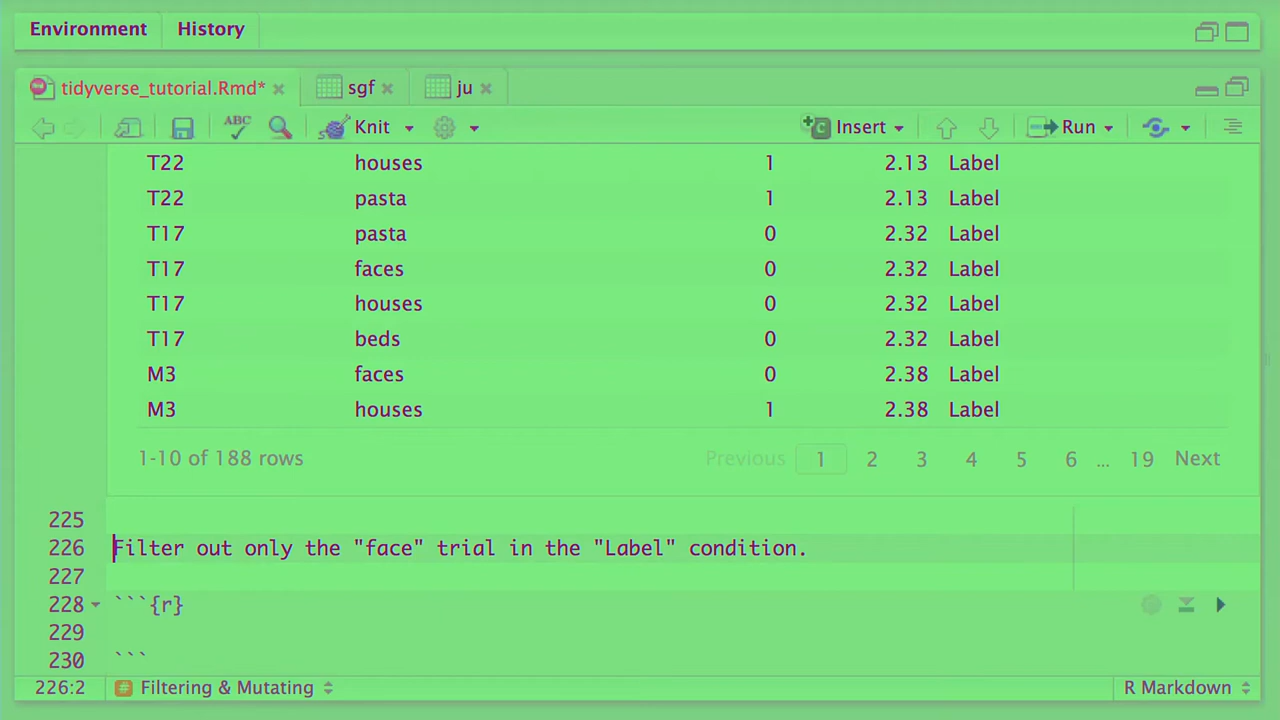 Environment History
tidyverse_tutorial.Rmd* sgf ju
ABC Knit Insert Run
T22 houses 1 2.13 Label
T22 pasta 1 2.13 Label
T17 pasta 0 2.32 Label
T17 faces 0 2.32 Label
T17 houses 0 2.32 Label
T17 beds 0 2.32 Label
M3 faces 0 2.38 Label
M3 houses 1 2.38 Label
1-10 of 188 rows Previous 1 2 3 4 5 6 ... 19 Next
225
226 Filter out only the "face" trial in the "Label" condition.
227
228 ```{r}
229
230 ```
226:2 # Filtering & Mutating R Markdown